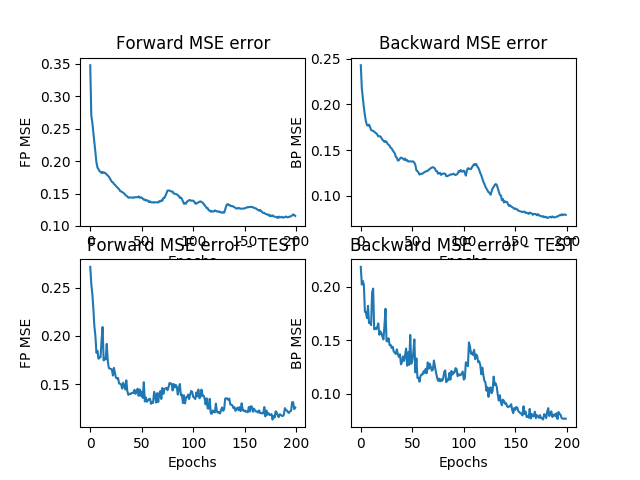 Forward MSE error
Backward MSE error
FP MSE
0.35
0.30
0.25
0.20
0.15
0.10
0 50 100 150 200
Epochs
BP MSE
0.25
0.20
0.15
0.10
0 50 100 150 200
Epochs
Forward MSE error - TEST
Backward MSE error - TEST
FP MSE
0.25
0.20
0.15
0 50 100 150 200
Epochs
BP MSE
0.20
0.15
0.10
0 50 100 150 200
Epochs